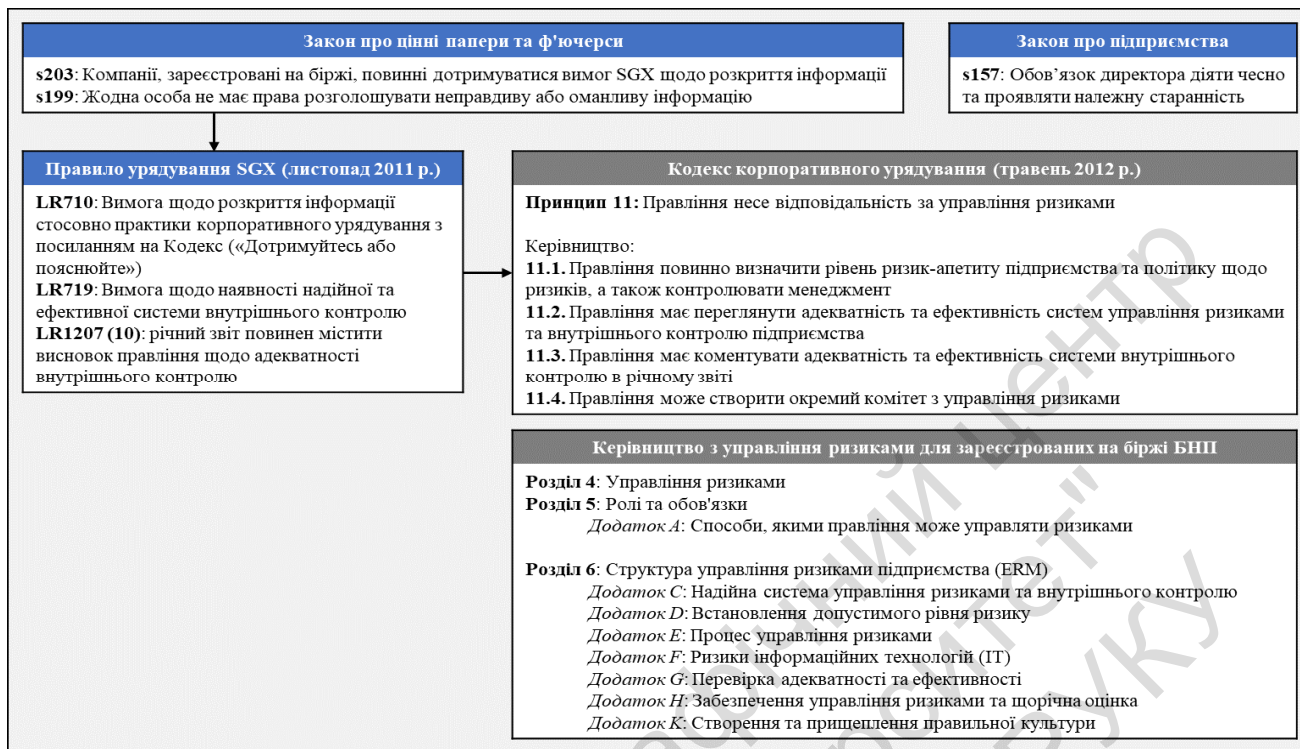 Закон про цінні папери та ф'ючерси
s203: Компанії, зареєстровані на біржі, повинні дотримуватися вимог SGX щодо розкриття інформації
s199: Жодна особа не має права розголошувати неправдиву або оманливу інформацію
Закон про підприємства
s157: Обов’язок директора діяти чесно
та проявляти належну старанність
Правило урядування SGX (листопад 2011 р.)
LR710: Вимога щодо розкриття інформації
стосовно практики корпоративного урядування з
посиланням на Кодекс («Дотримуйтесь або
пояснюйте»)
LR719: Вимога щодо наявності надійної та
ефективної системи внутрішнього контролю
LR1207 (10): річний звіт повинен містити
висновок правління щодо адекватності
внутрішнього контролю
Кодекс корпоративного урядування (травень 2012 р.)
Принцип 11: Правління несе відповідальність за управління ризиками
Керівництво:
11.1. Правління повинно визначити рівень ризик-апетиту підприємства та політику щодо
ризиків, а також контролювати менеджмент
11.2. Правління має переглянути адекватність та ефективність систем управління ризиками
та внутрішнього контролю підприємства
11.3. Правління має коментувати адекватність та ефективність системи внутрішнього
контролю в річному звіті
11.4. Правління може створити окремий комітет з управління ризиками
Керівництво з управління ризиками для зареєстрованих на біржі БНП
Розділ 4: Управління ризиками
Розділ 5: Ролі та обов'язки
Додаток A: Способи, якими правління може управляти ризиками
Розділ 6: Структура управління ризиками підприємства (ERM)
Додаток C: Надійна система управління ризиками та внутрішнього контролю
Додаток D: Встановлення допустимого рівня ризику
Додаток E: Процес управління ризиками
Додаток F: Ризики інформаційних технологій (ІТ)
Додаток G: Перевірка адекватності та ефективності
Додаток H: Забезпечення управління ризиками та щорічна оцінка
Додаток K: Створення та прищеплення правильної культури
центр